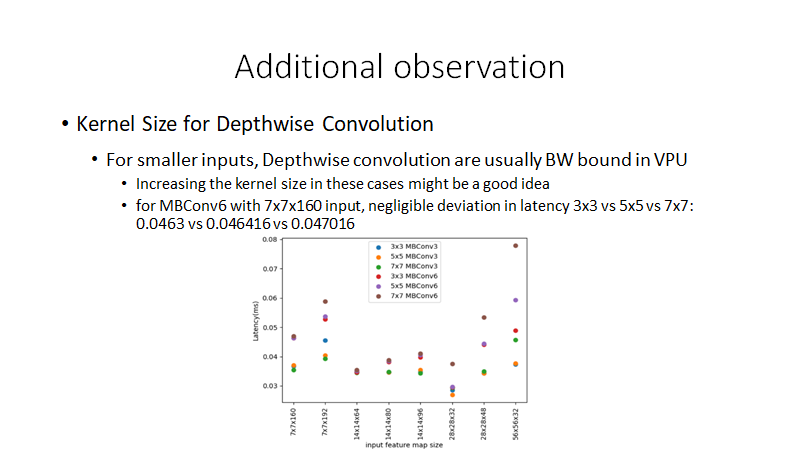 Additional observation
• Kernel Size for Depthwise Convolution
• For smaller inputs, Depthwise convolution are usually BW bound in VPU
• Increasing the kernel size in these cases might be a good idea
• for MBConv6 with 7x7x160 input, negligible deviation in latency 3x3 vs 5x5 vs 7x7:
0.0463 vs 0.046416 vs 0.047016
0.08
0.07
0.06
0.05
0.04
0.03
Latency(ms)
3x3 MBConv3
5x5 MBConv3
7x7 MBConv3
3x3 MBConv6
5x5 MBConv6
7x7 MBConv6
7x7x160
7x7x192
14x14x64
14x14x80
14x14x96
28x28x32
28x28x48
56x56x32
input feature map size